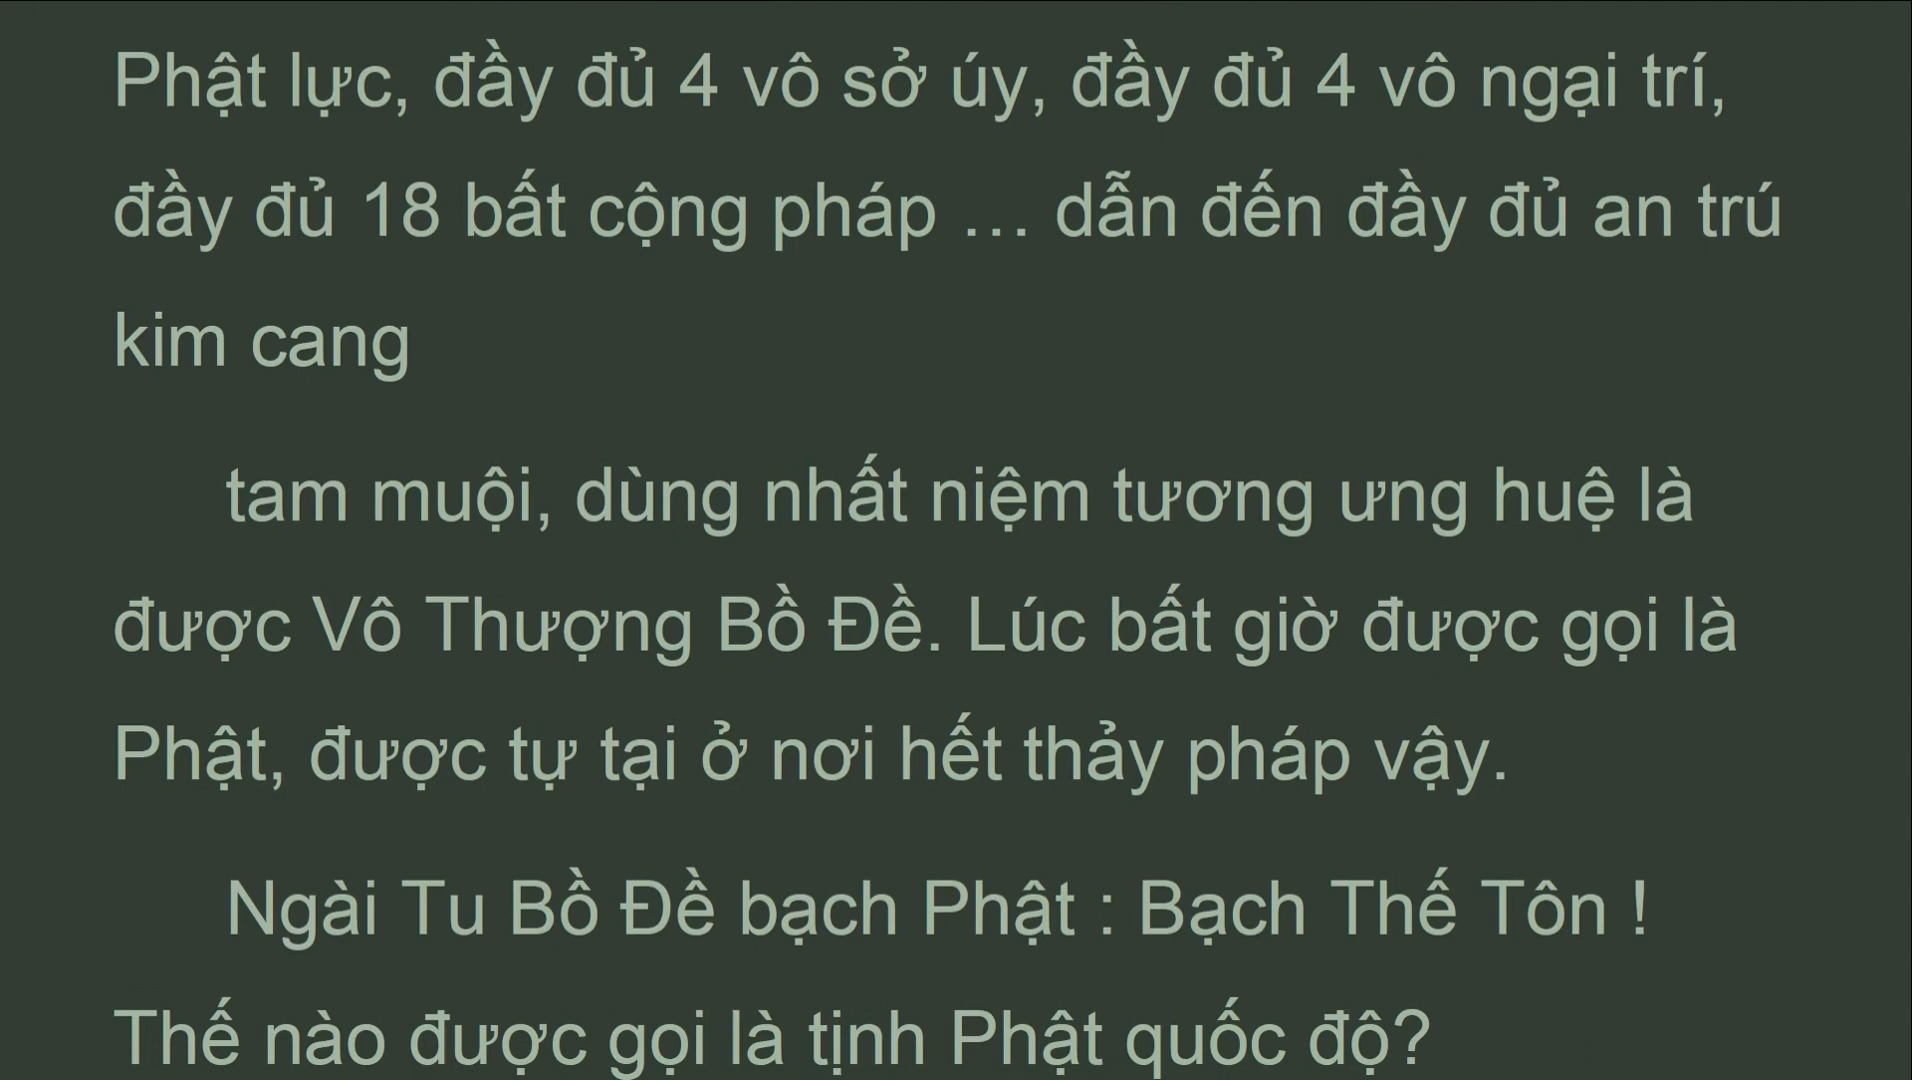 Phật lực, đầy đủ 4 vô sở úy, đầy đủ 4 vô ngại trí,
đầy đủ 18 bất cộng pháp … dẫn đến đầy đủ an trú
kim cang
tam muội, dùng nhất niệm tương ưng huệ là
được Vô Thượng Bồ Đề. Lúc bất giờ được gọi là
Phật, được tự tại ở nơi hết thảy pháp vậy.
Ngài Tu Bồ Đề bạch Phật : Bạch Thế Tôn !
Thế nào được gọi là tịnh Phật quốc độ?